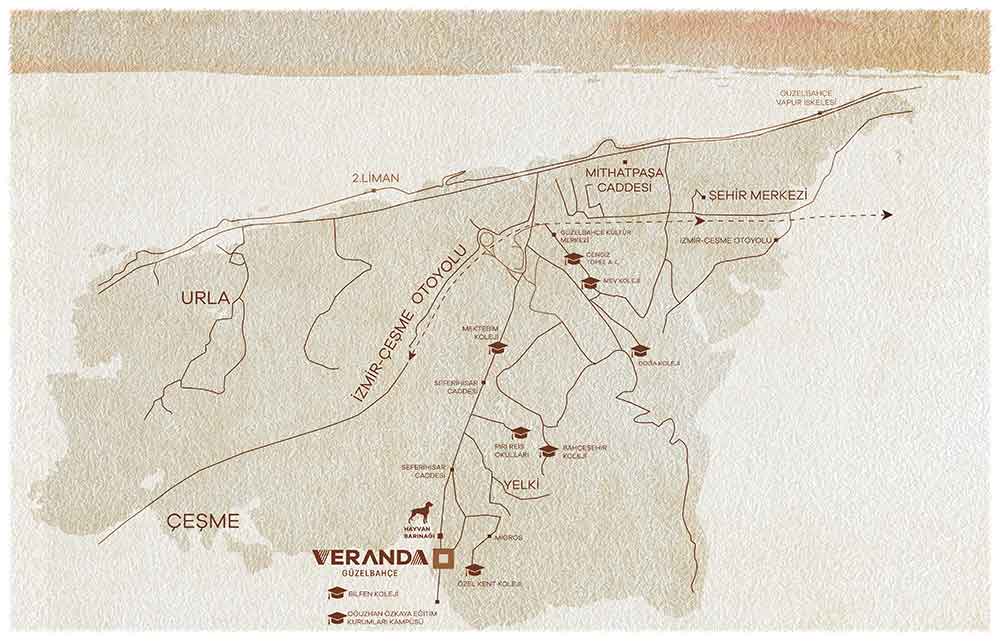 GÜZELBAHÇE
VAPUR İSKELESİ
MİTHATPAŞA
CADDESİ
2.LİMAN
ŞEHİR MERKEZİ
GÜZELBAHÇE KÜLTÜR
MERKEZİ
İZMİR-ÇEŞME OTOYOLU
CENGİZ
TOPEL A.L.
MEV KOLEJİ
URLA
İZMİR-ÇEŞME OTOYOLU
MEKTEBİM
KOLEJİ
DOĞA KOLEJİ
SEFERİHİSAR
CADDESİ
PİRİ REİS
OKULLARI
BAHÇEŞEHİR
KOLEJİ
SEFERİHİSAR
CADDESİ
YELKİ
ÇEŞME
HAYVAN
BARINAĞI
MİGROS
VERANDA
GÜZELBAHÇE
ÖZEL KENT KOLEJİ
BİLFEN KOLEJİ
OĞUZHAN ÖZKAYA EĞİTİM
KURUMLARI KAMPÜSÜ